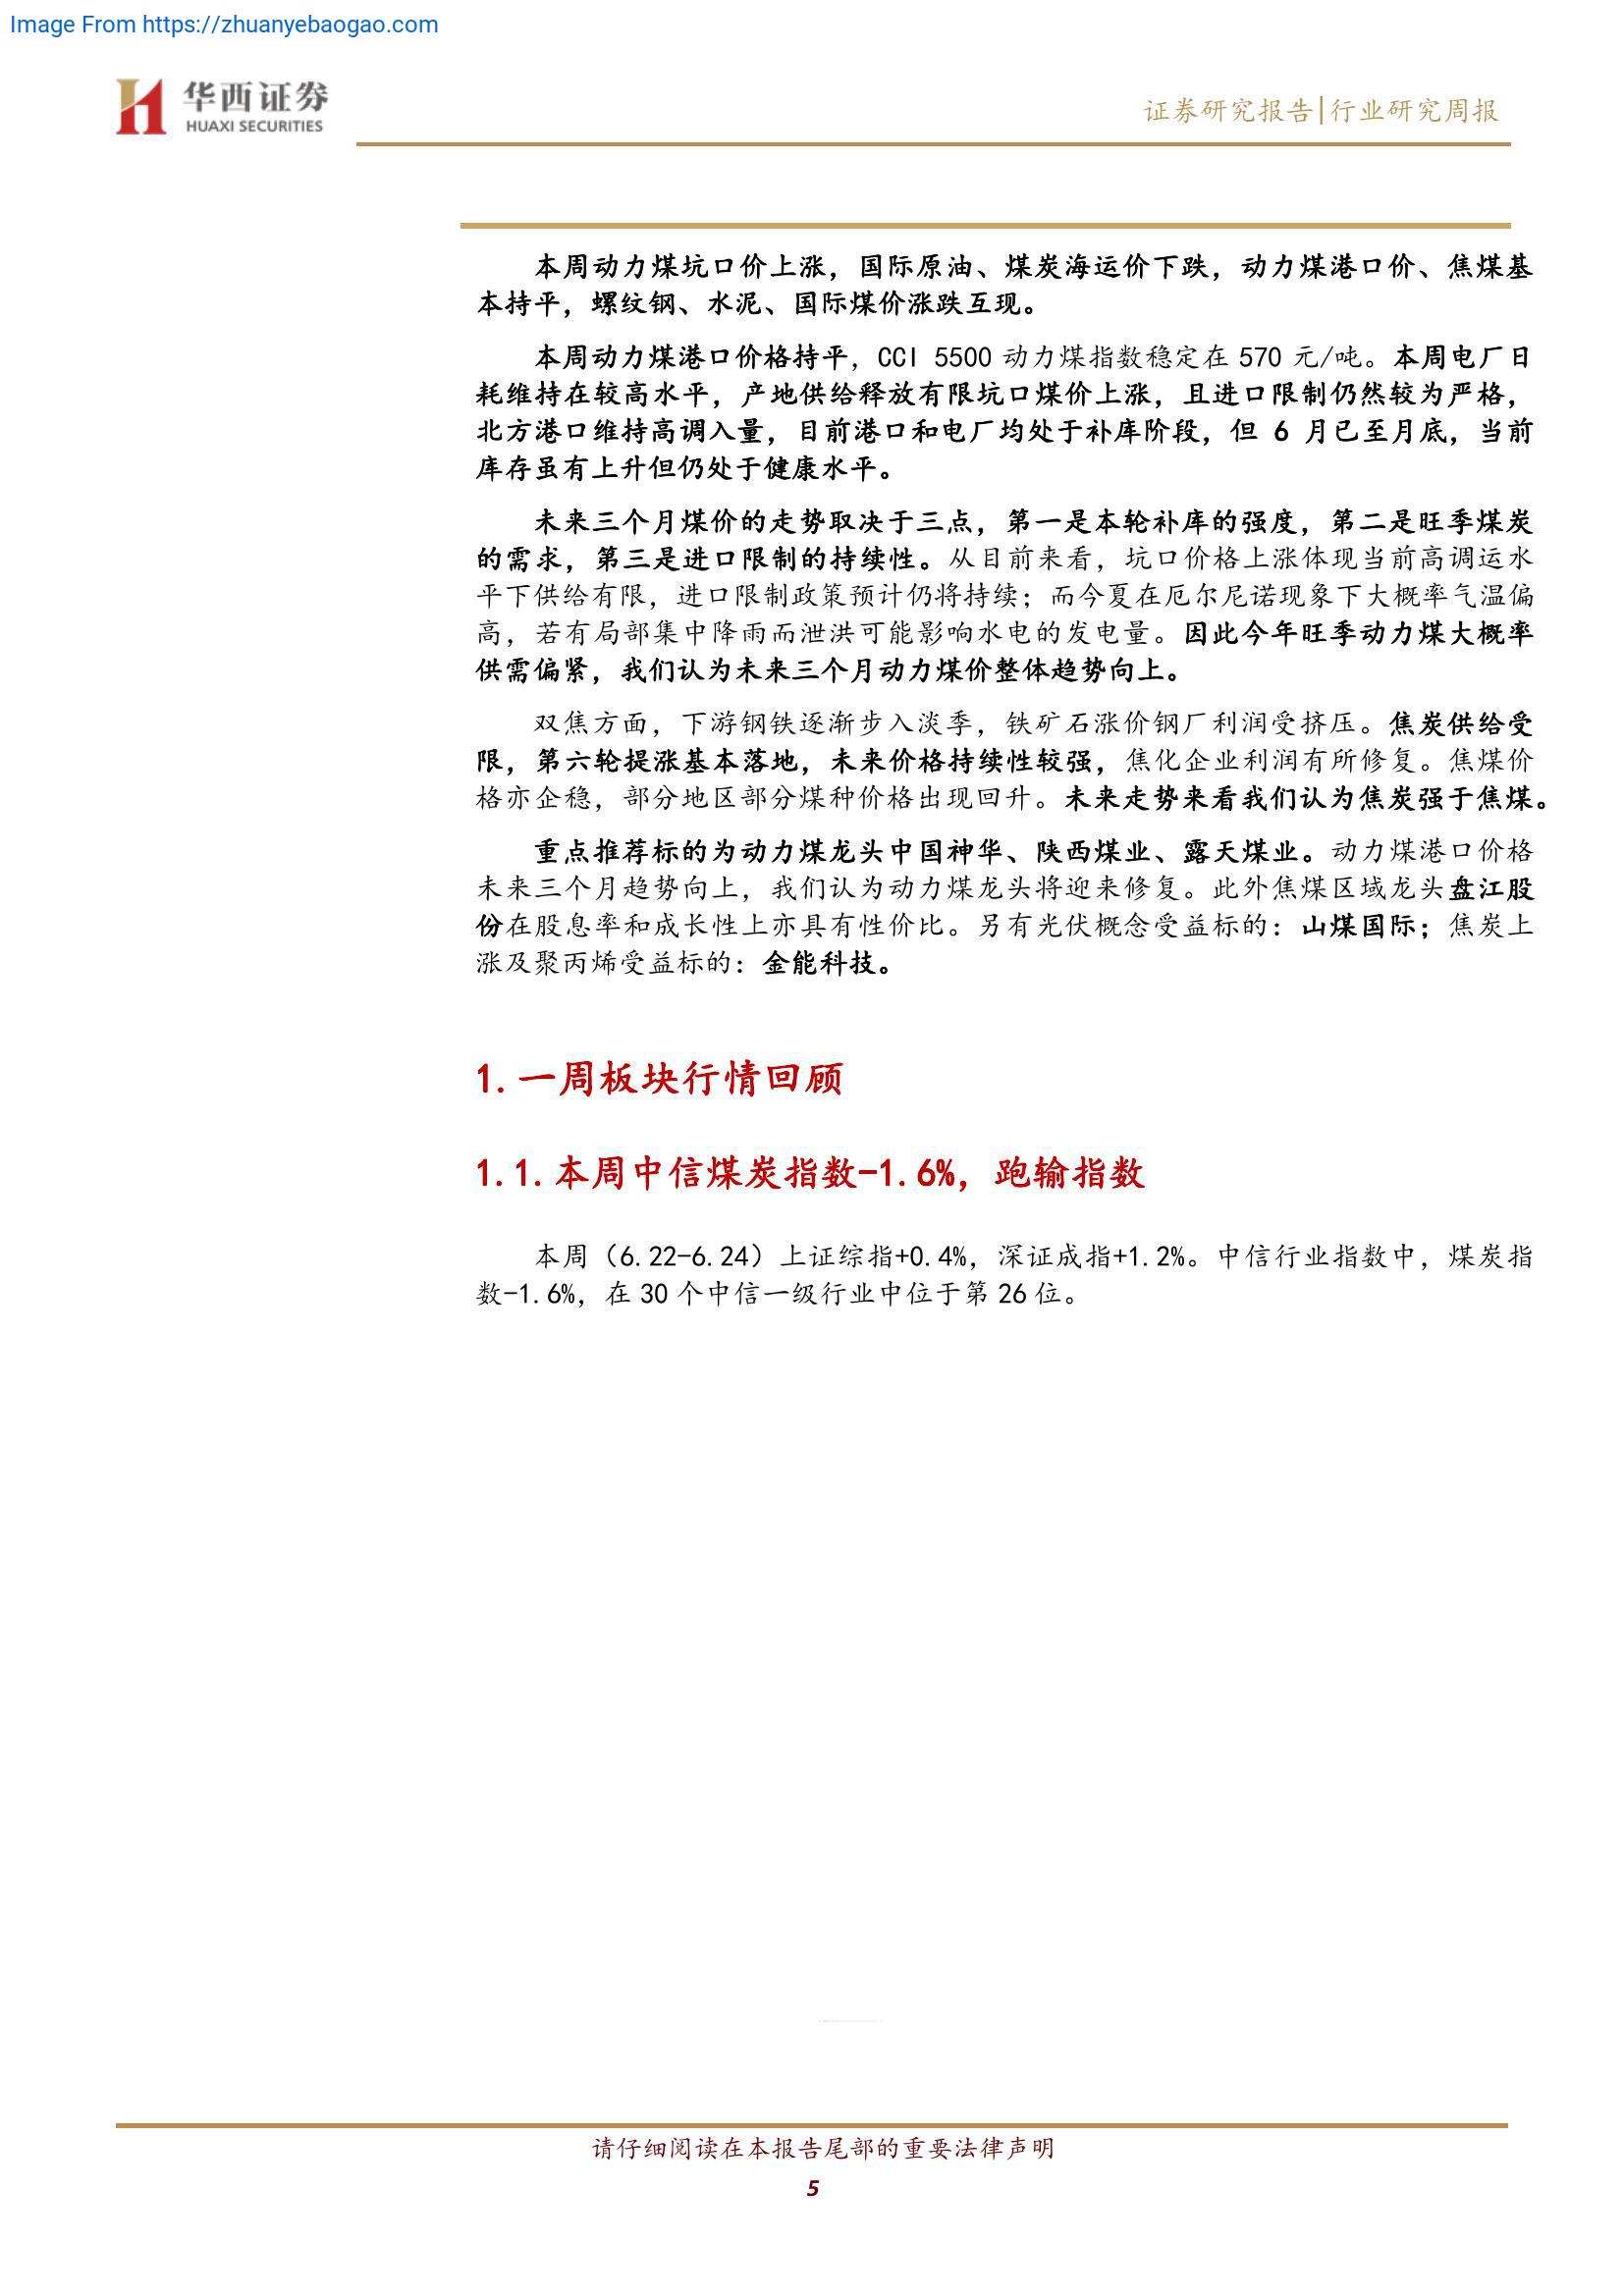 Image From https://zhuanyebaogao.com
华西证券
HUAXI SECURITIES
证券研究报告|行业研究周报
本周动力煤坑口价上涨，国际原油、煤炭海运价下跌，动力煤港口价、焦煤基
本持平，螺纹钢、水泥、国际煤价涨跌互现。
本周动力煤港口价格持平，CCI 5500 动力煤指数稳定在 570 元/吨。本周电厂日
耗维持在较高水平，产地供给释放有限坑口煤价上涨，且进口限制仍然较为严格，
北方港口维持高调入量，目前港口和电厂均处于补库阶段，但 6 月已至月底，当前
库存虽有上升但仍处于健康水平。
未来三个月煤价的走势取决于三点，第一是本轮补库的强度，第二是旺季煤炭
的需求，第三是进口限制的持续性。从目前来看，坑口价格上涨体现当前高调运水
平下供给有限，进口限制政策预计仍将持续；而今夏在厄尔尼诺现象下大概率气温偏
高，若有局部集中降雨而泄洪可能影响水电的发电量。因此今年旺季动力煤大概率
供需偏紧，我们认为未来三个月动力煤价整体趋势向上。
双焦方面，下游钢铁逐渐步入淡季，铁矿石涨价钢厂利润受挤压。焦炭供给受
限，第六轮提涨基本落地，未来价格持续性较强，焦化企业利润有所修复。焦煤价
格亦企稳，部分地区部分煤种价格出现回升。未来走势来看我们认为焦炭强于焦煤。
重点推荐标的为动力煤龙头中国神华、陕西煤业、露天煤业。动力煤港口价格
未来三个月趋势向上，我们认为动力煤龙头将迎来修复。此外焦煤区域龙头盘江股
份在股息率和成长性上亦具有性价比。另有光伏概念受益标的：山煤国际；焦炭上
涨及聚丙烯受益标的：金能科技。
1.一周板块行情回顾
1.1.本周中信煤炭指数-1.6%，跑输指数
本周（6.22-6.24）上证综指+0.4%，深证成指+1.2%。中信行业指数中，煤炭指
数-1.6%，在 30 个中信一级行业中位于第 26 位。
请仔细阅读在本报告尾部的重要法律声明
5